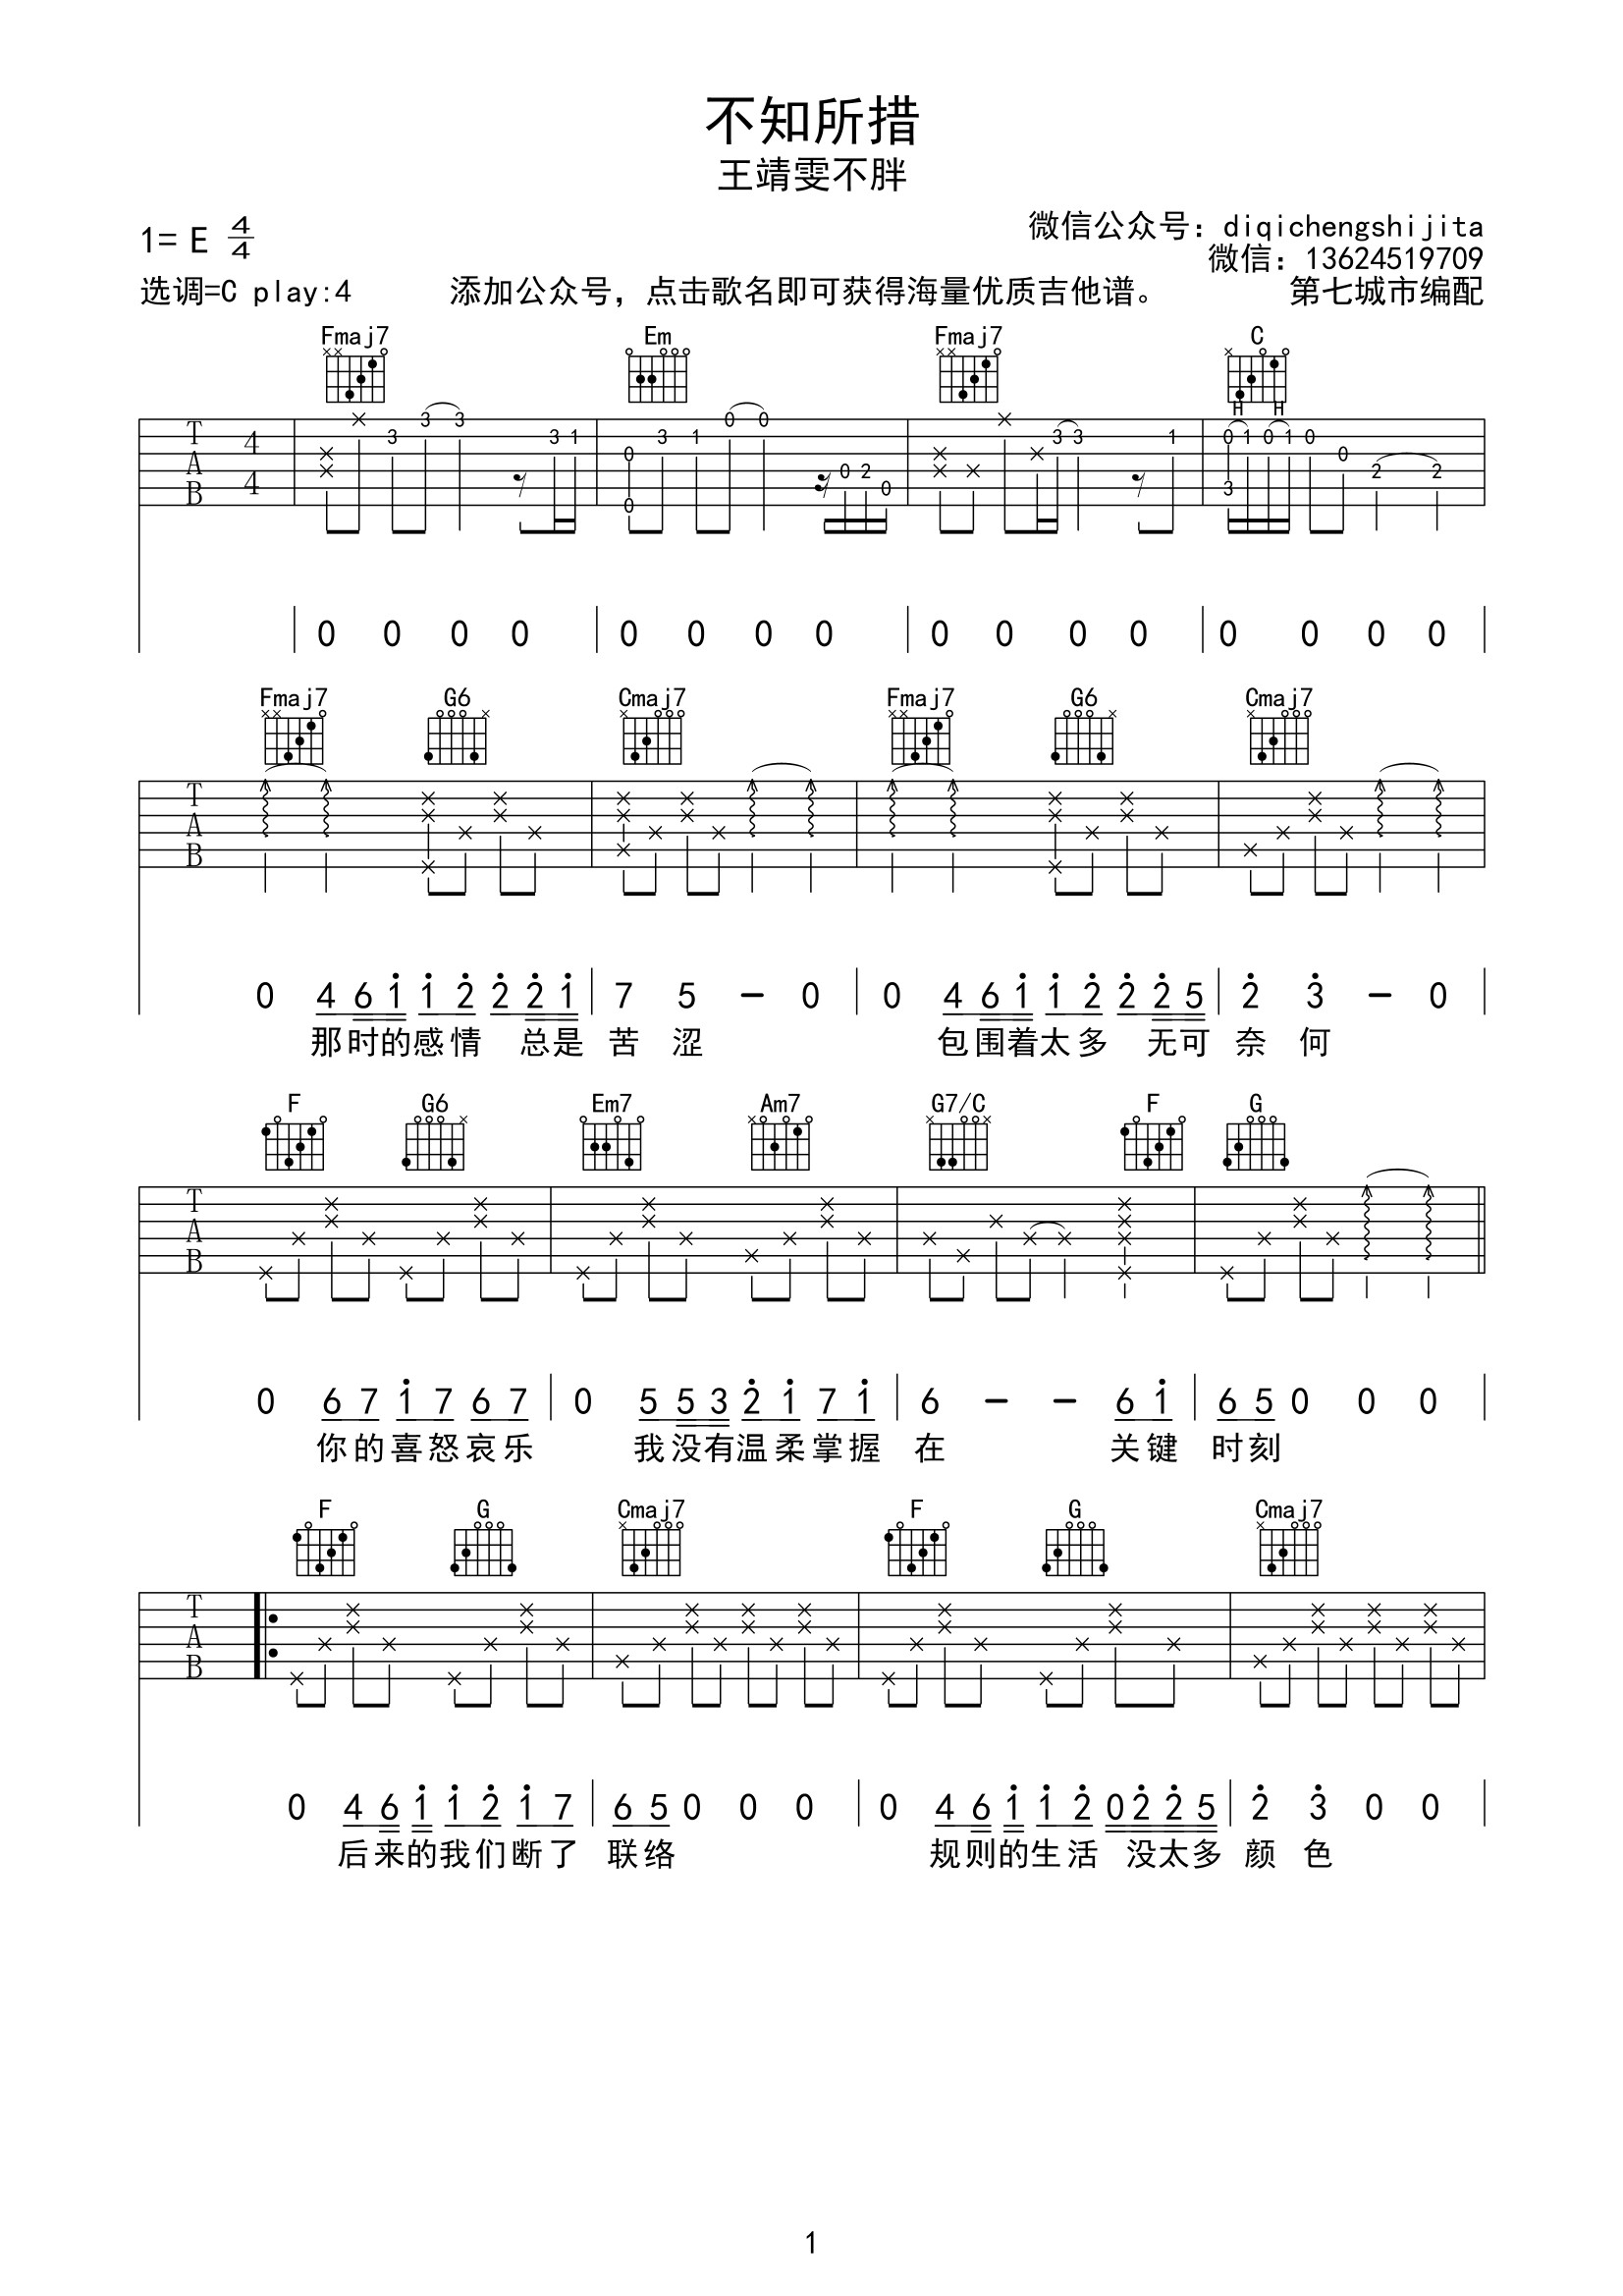 不知所措
王靖雯不胖
1= E 4/4
微信公众号：diqichengshijita
微信：13624519709
选调=C play:4 添加公众号，点击歌名即可获得海量优质吉他谱。 第七城市编配
Fmaj7 Em Fmaj7 C
H H
T A B 4 4 3 3 3 3 1 0 0 3 1 0 0 0 2 0 3 3 1 0 3 1 0 1 0 0 2 2
0 0 0 0 0 0 0 0 0 0 0 0 0 0 0 0
Fmaj7 G6 Cmaj7 Fmaj7 G6 Cmaj7
T A B
0 4 6 1 1 2 2 2 1 7 5 - 0 0 4 6 1 1 2 2 2 5 2 3 - 0
那时的感情 总是 苦 涩 包围着太多 无可 奈 何
F G6 Em7 Am7 G7/C F G
T A B
0 6 7 1 7 6 7 0 5 5 3 2 1 7 1 6 - - 6 1 6 5 0 0 0
你的喜怒哀乐 我没有温柔掌握 在 关键 时刻
F G Cmaj7 F G Cmaj7
T A B
0 4 6 1 1 2 1 7 6 5 0 0 0 0 4 6 1 1 2 0 2 2 5 2 3 0 0
后来的我们断了 联络 规则的生活 没太多 颜 色
1